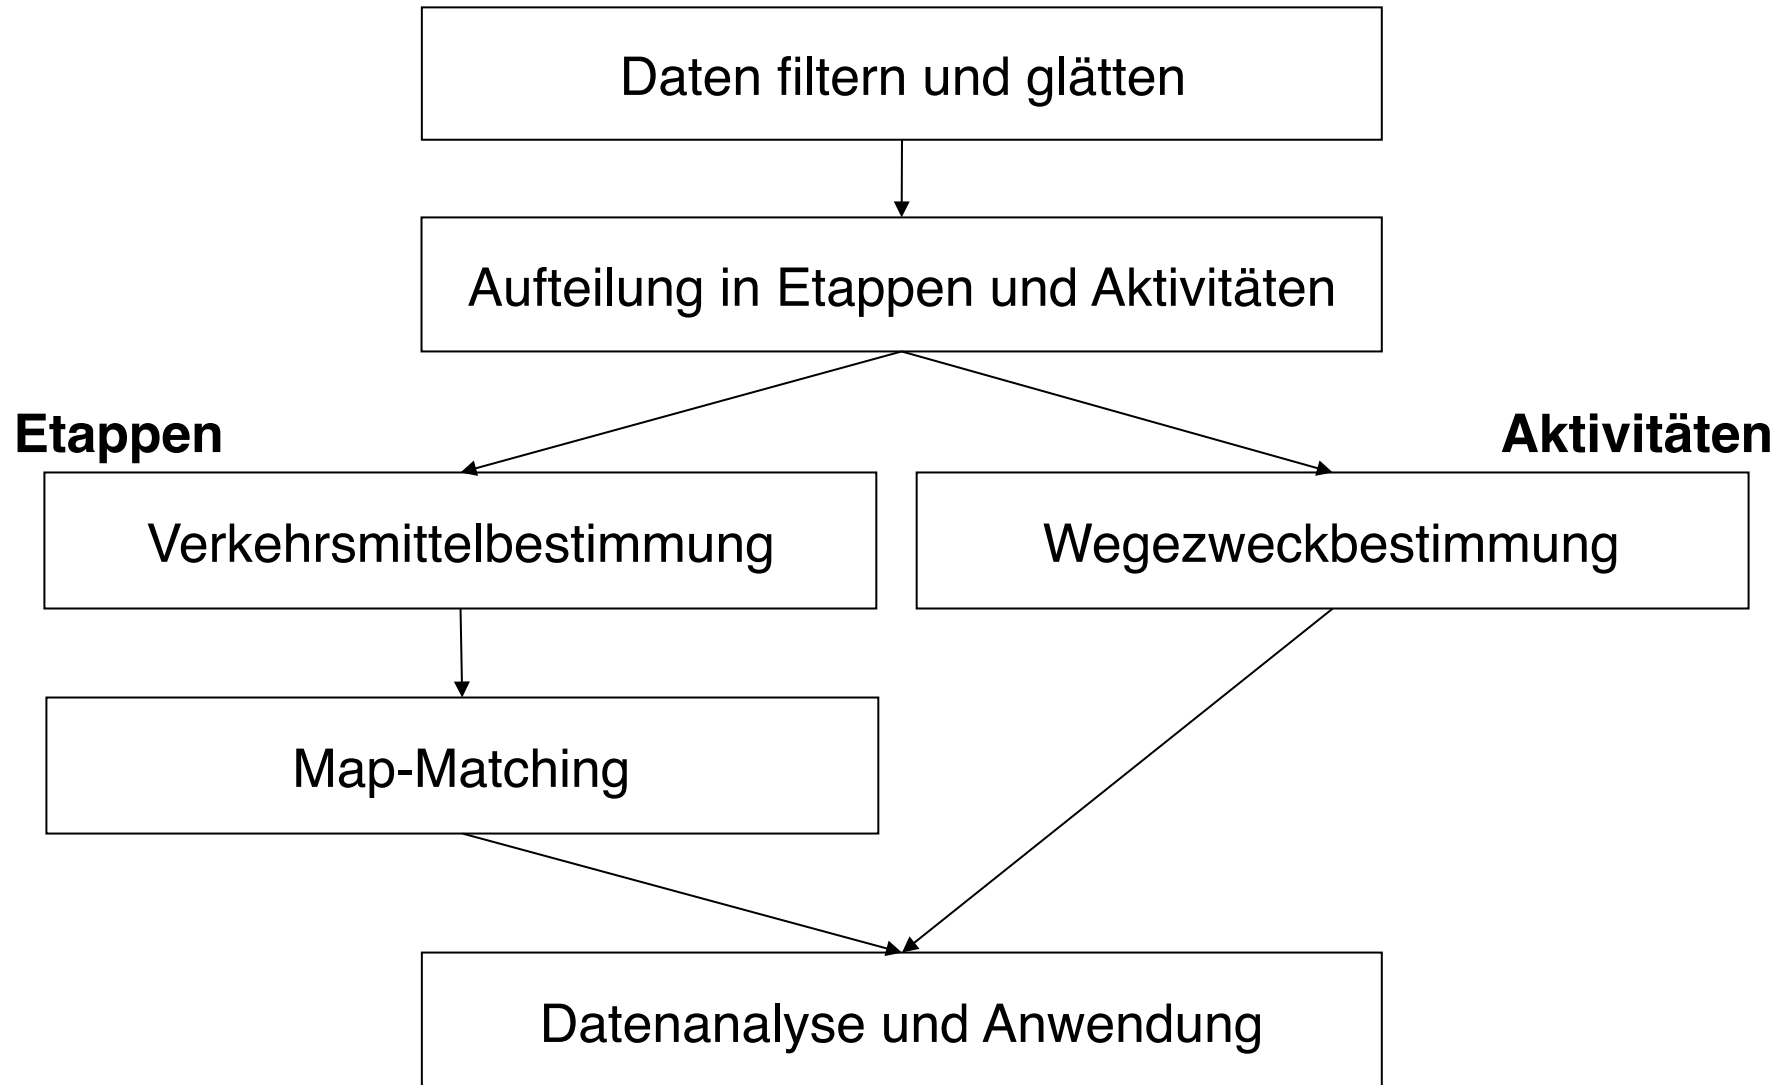 Daten filtern und glätten
Aufteilung in Etappen und Aktivitäten
Etappen
Aktivitäten
Verkehrsmittelbestimmung
Wegezweckbestimmung
Map-Matching
Datenanalyse und Anwendung